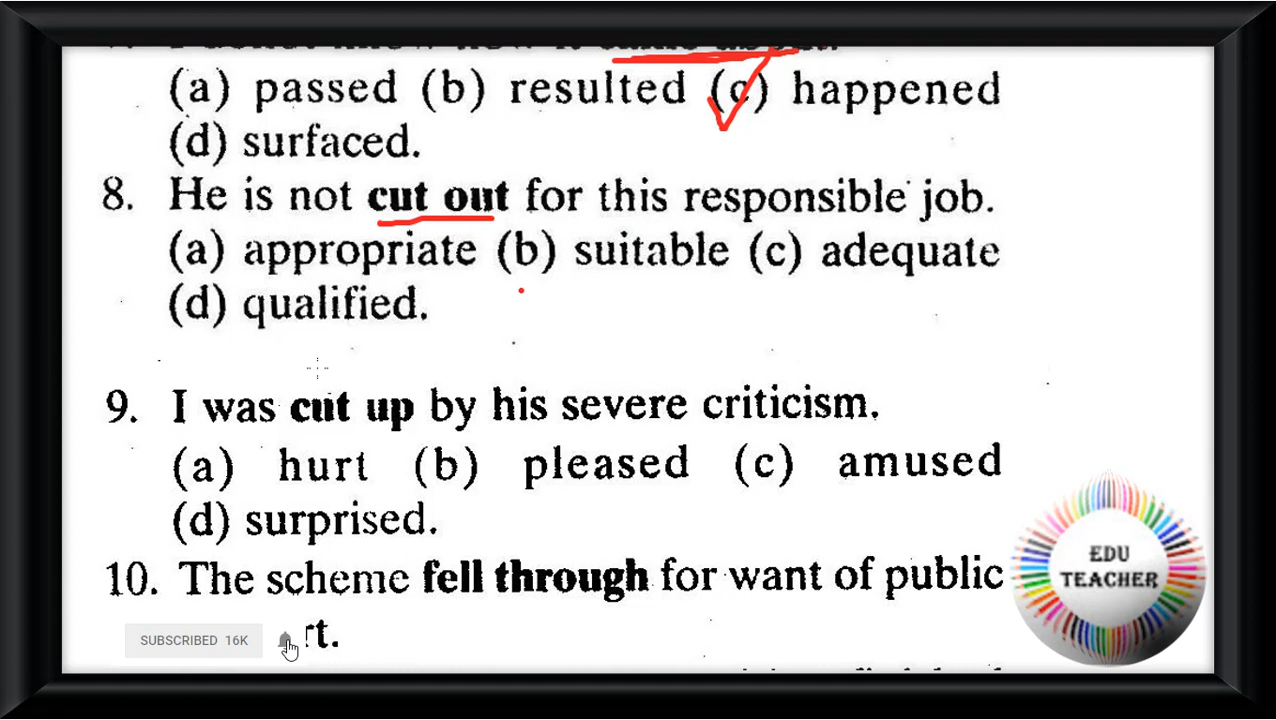 (a) passed (b) resulted (c) happened
(d) surfaced.
8. He is not cut out for this responsible job.
(a) appropriate (b) suitable (c) adequate
(d) qualified.
9. I was cut up by his severe criticism.
(a) hurt (b) pleased (c) amused
(d) surprised.
10. The scheme fell through for want of public
rt.
EDU
TEACHER
SUBSCRIBED 16K